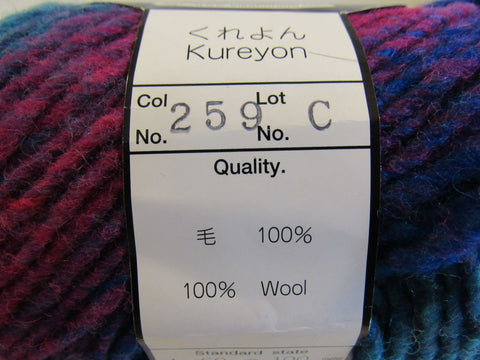 くれよん
Kureyon
Col No. 259 Lot No. C
Quality.
毛 100%
100% Wool
Standard state